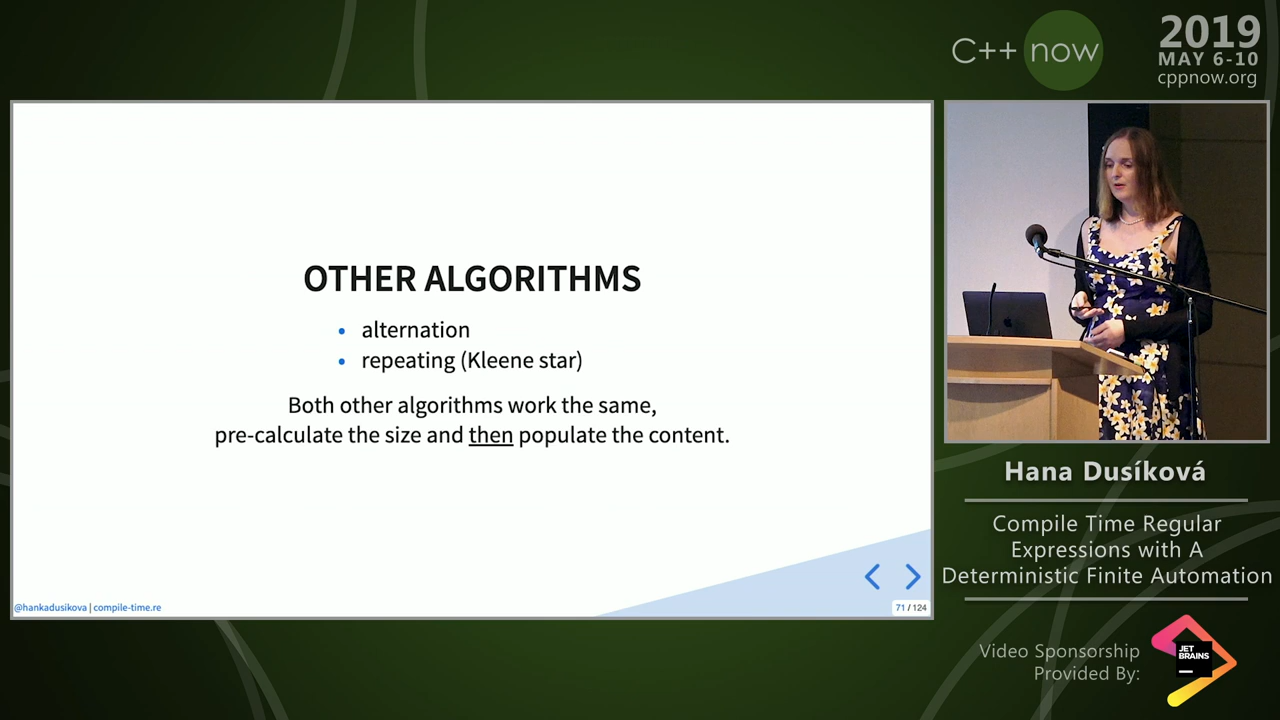 C++ now
2019
MAY 6-10
cppnow.org
OTHER ALGORITHMS
• alternation
• repeating (Kleene star)
Both other algorithms work the same,
pre-calculate the size and then populate the content.
@hankadusikova | compile-time.re
71 / 124
Hana Dusíková
Compile Time Regular
Expressions with A
Deterministic Finite Automation
Video Sponsorship
Provided By:
JET
BRAINS